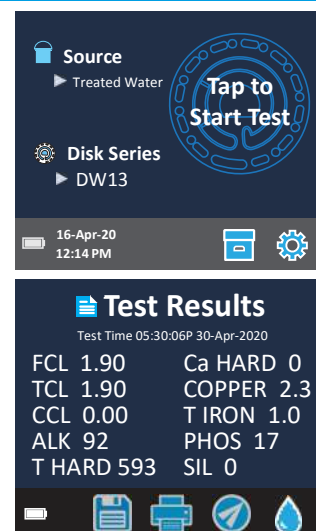 Source
Treated Water
Tap to
Start Test
Disk Series
DW13
16-Apr-20
12:14 PM
Test Results
Test Time 05:30:06P 30-Apr-2020
FCL 1.90 Ca HARD 0
TCL 1.90 COPPER 2.3
CCL 0.00 T IRON 1.0
ALK 92 PHOS 17
T HARD 593 SIL 0